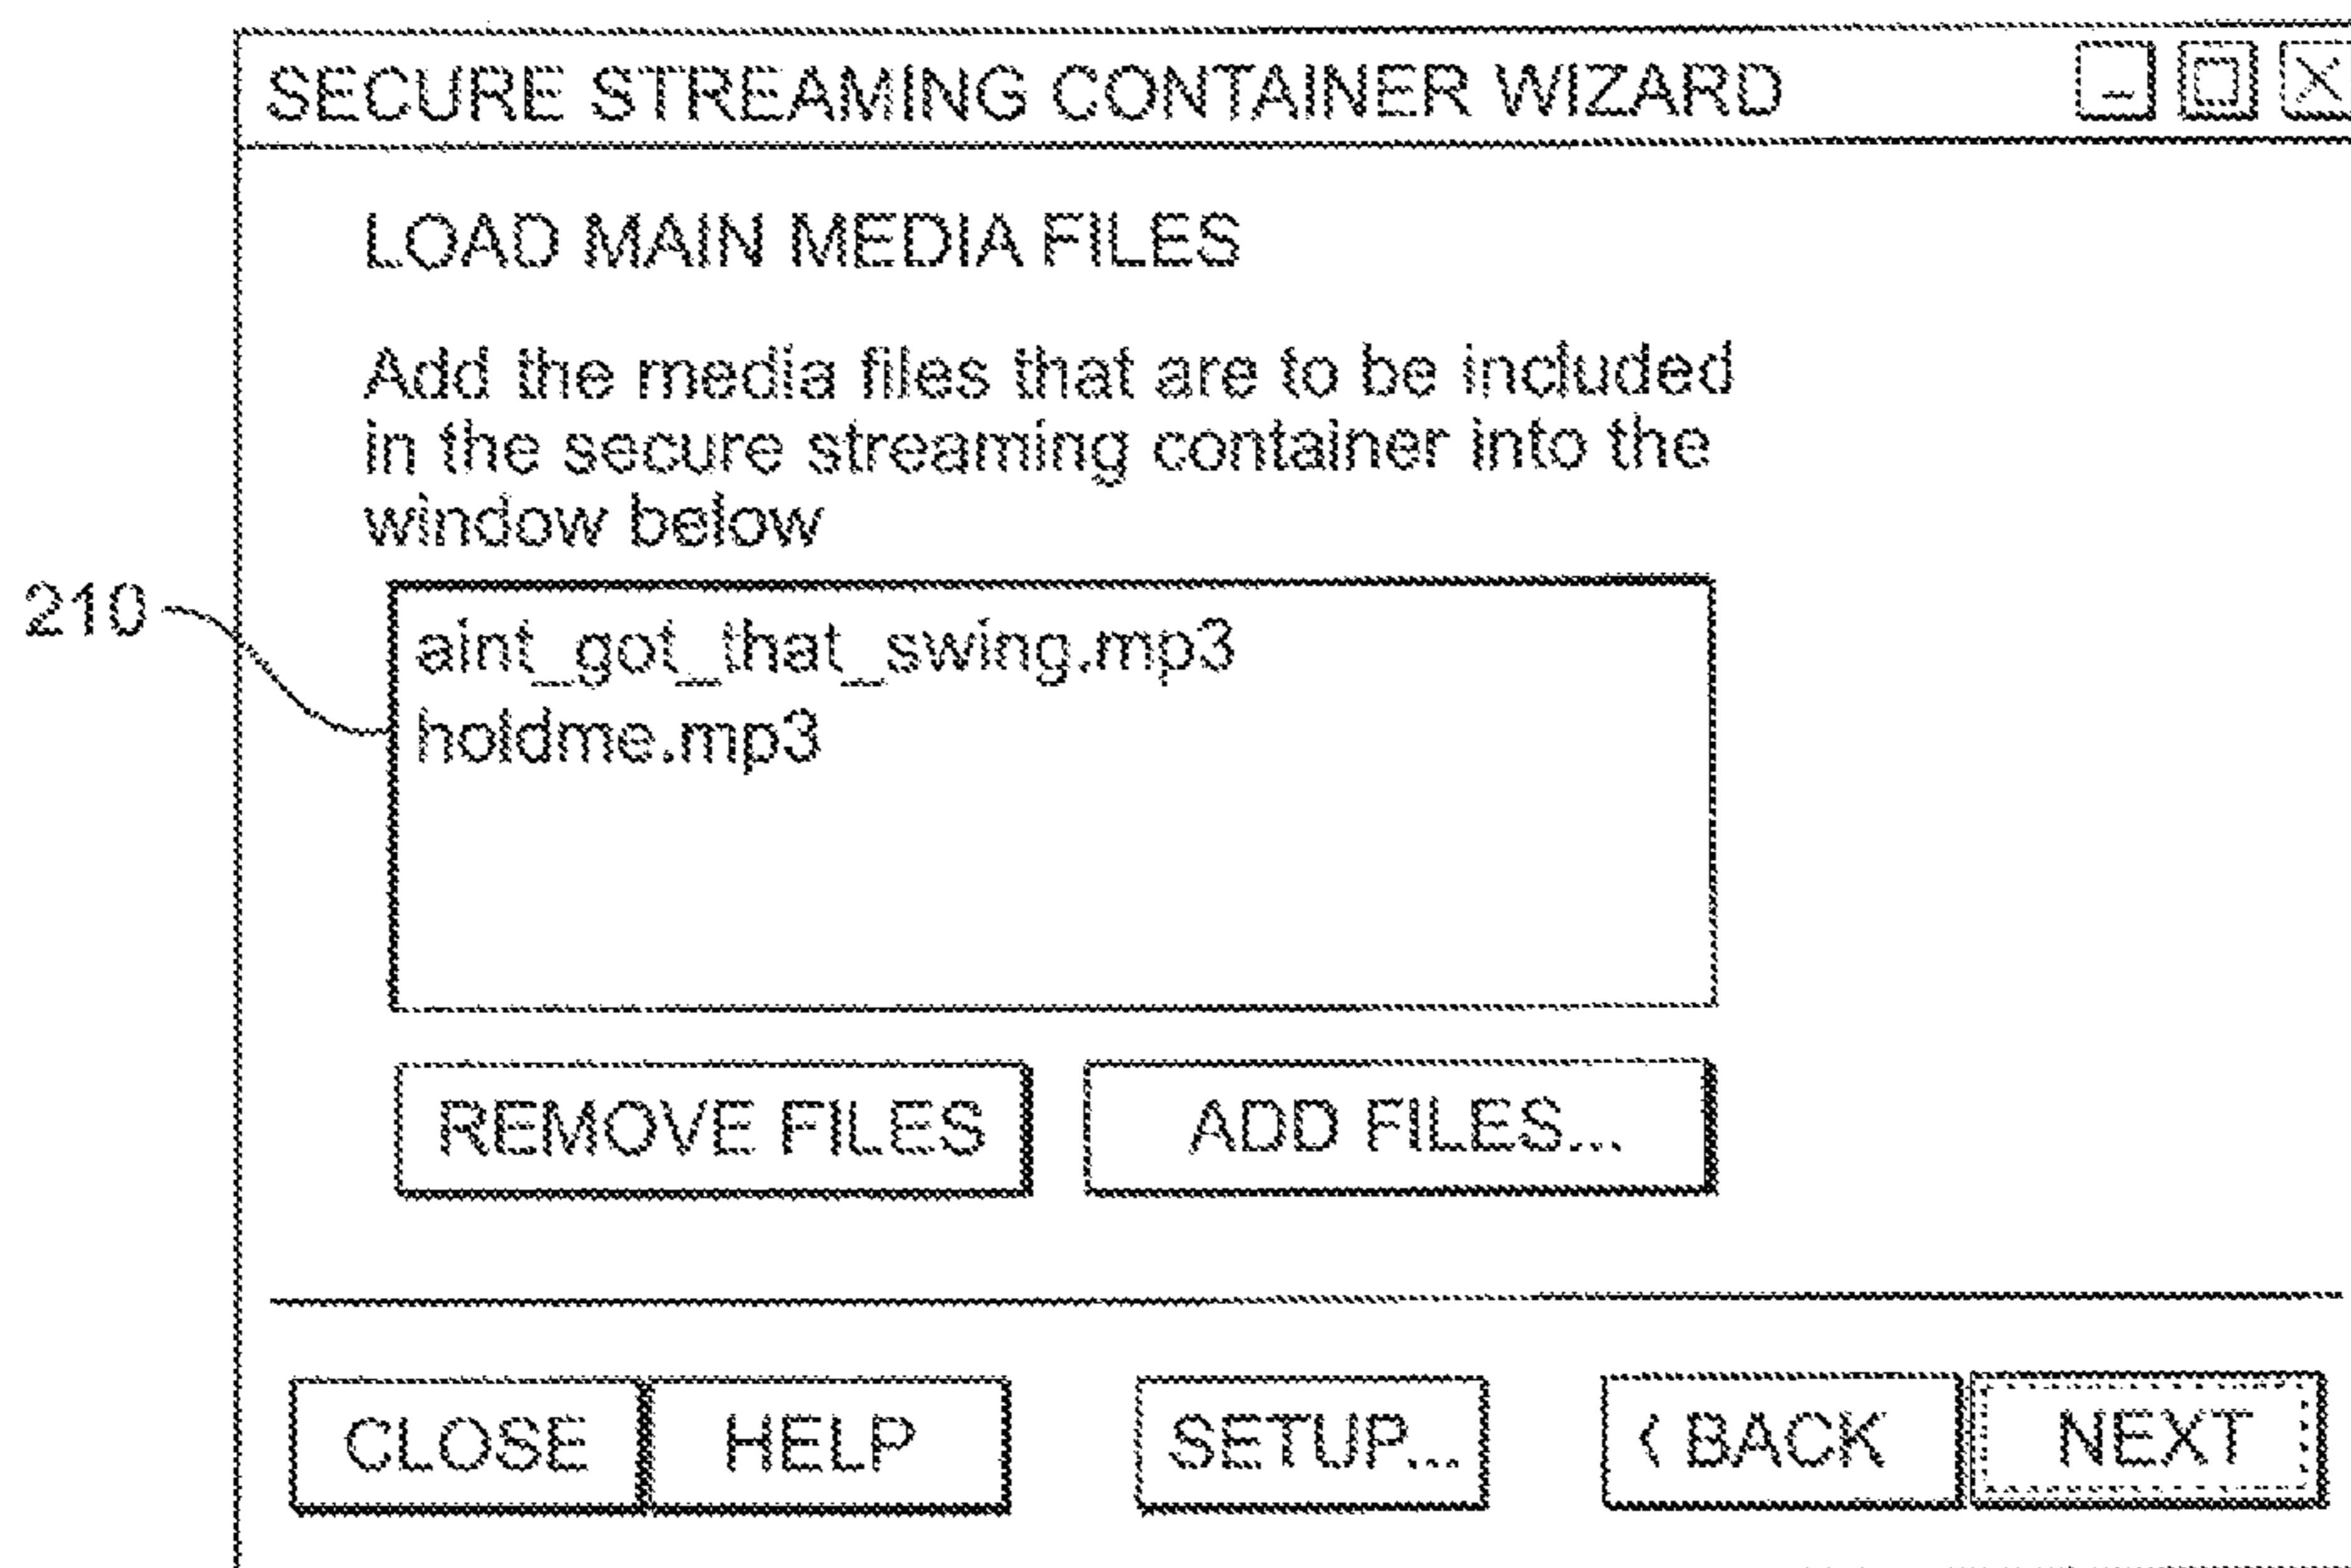 SECURE STREAMING CONTAINER WIZARD
LOAD MAIN MEDIA FILES
Add the media files that are to be included
in the secure streaming container into the
window below
210
aint_got_that_swing.mp3
holdme.mp3
REMOVE FILES ADD FILES...
CLOSE HELP SETUP... < BACK NEXT